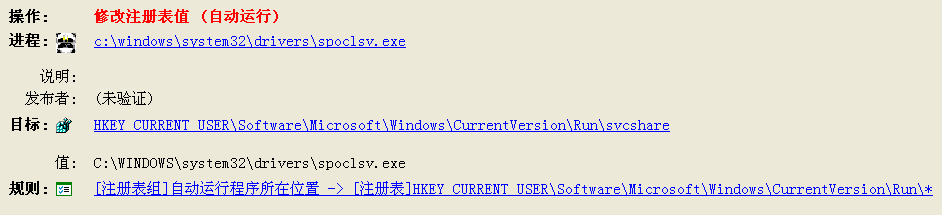 操作： 修改注册表值 （自动运行）
进程： c:\windows\system32\drivers\spoclsv.exe
说明：
发布者： （未验证）
目标： HKEY_CURRENT_USER\Software\Microsoft\Windows\CurrentVersion\Run\svcshare
值： C:\WINDOWS\system32\drivers\spoclsv.exe
规则： [注册表组]自动运行程序所在位置 -> [注册表]HKEY_CURRENT_USER\Software\Microsoft\Windows\CurrentVersion\Run\*